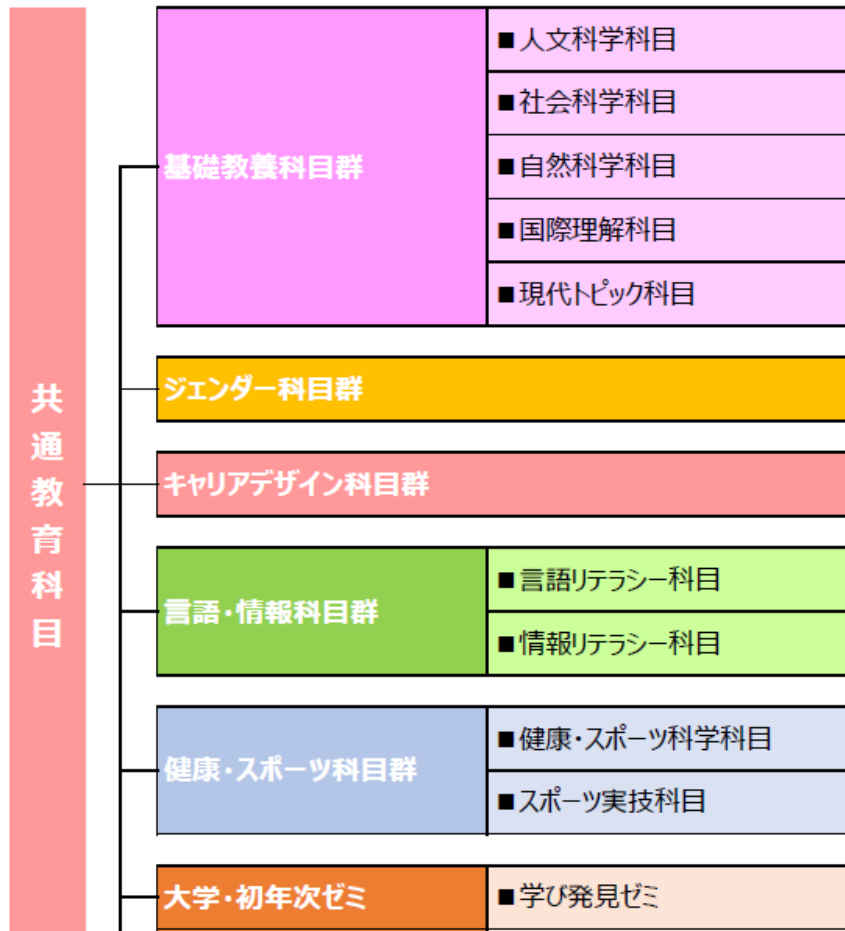 共通教育科目
基礎教養科目群
■人文科学科目
■社会科学科目
■自然科学科目
■国際理解科目
■現代トピック科目
ジェンダー科目群
キャリアデザイン科目群
言語・情報科目群
■言語リテラシー科目
■情報リテラシー科目
健康・スポーツ科目群
■健康・スポーツ科学科目
■スポーツ実技科目
大学・初年次ゼミ
■学び発見ゼミ